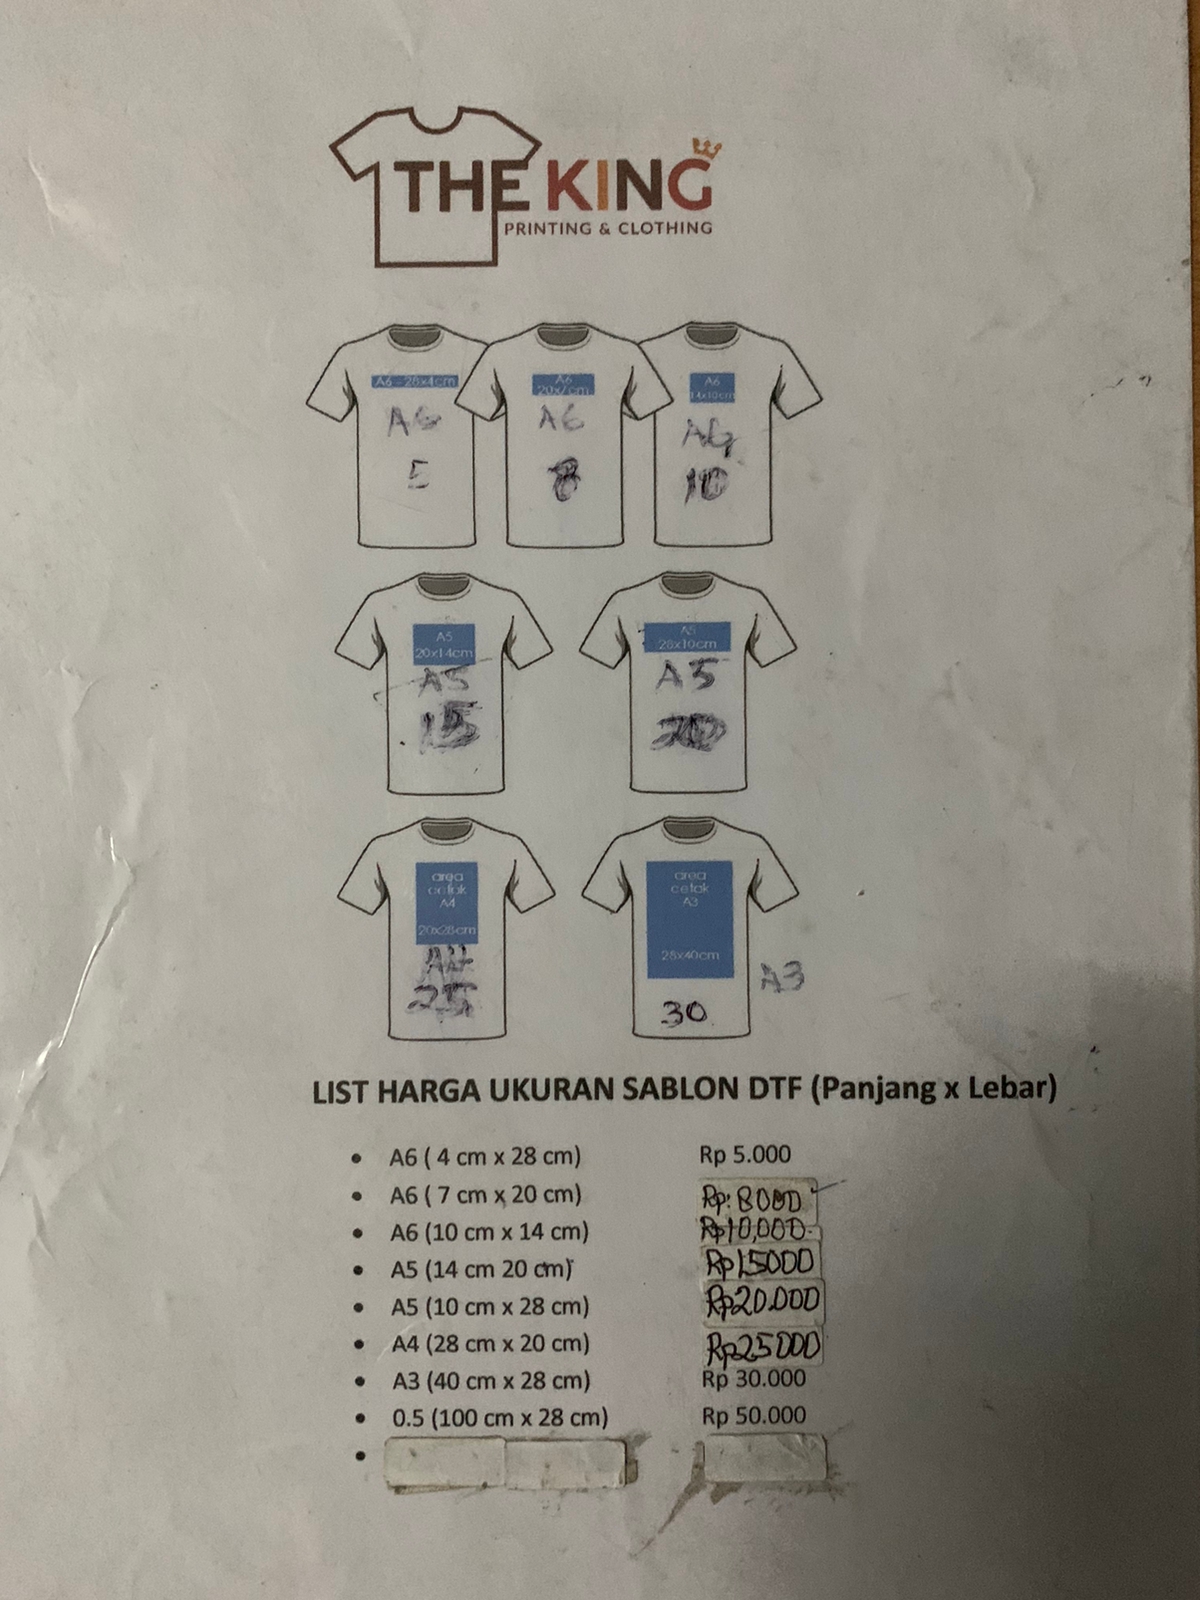 THE KING
PRINTING & CLOTHING
A6 - 28x4cm
A6
5
A6
20x7cm
A6
8
A6
14x10cm
A6
10
A5
20x14cm
A5
15
A5
28x10cm
A5
20
area
cetak
A4
20x28cm
A4
25
area
cetak
A3
28x40cm
30
A3
LIST HARGA UKURAN SABLON DTF (Panjang x Lebar)
• A6 ( 4 cm x 28 cm) Rp 5.000
• A6 ( 7 cm x 20 cm) Rp: 8000
• A6 (10 cm x 14 cm) Rp10,000
• A5 (14 cm 20 cm) Rp15000
• A5 (10 cm x 28 cm) Rp20.000
• A4 (28 cm x 20 cm) Rp25000
• A3 (40 cm x 28 cm) Rp 30.000
• 0.5 (100 cm x 28 cm) Rp 50.000